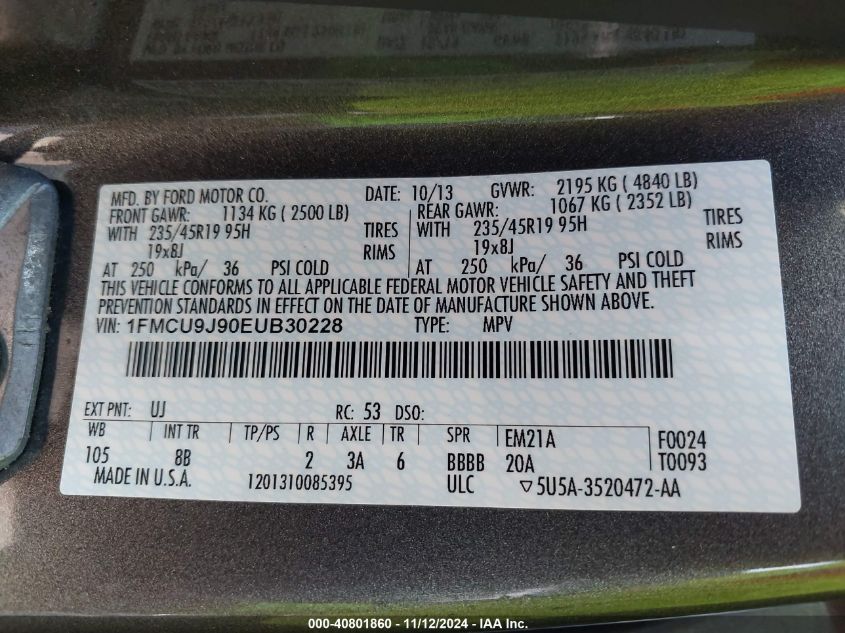 MFD. BY FORD MOTOR CO. DATE: 10/13 GVWR: 2195 KG ( 4840 LB)
FRONT GAWR: 1134 KG ( 2500 LB) REAR GAWR: 1067 KG ( 2352 LB)
WITH 235/45R19 95H TIRES WITH 235/45R19 95H TIRES
19x8J RIMS 19x8J RIMS
AT 250 kPa/ 36 PSI COLD AT 250 kPa/ 36 PSI COLD
THIS VEHICLE CONFORMS TO ALL APPLICABLE FEDERAL MOTOR VEHICLE SAFETY AND THEFT
PREVENTION STANDARDS IN EFFECT ON THE DATE OF MANUFACTURE SHOWN ABOVE.
VIN: 1FMCU9J90EUB30228 TYPE: MPV
EXT PNT: UJ RC: 53 DSO:
WB INT TR TP/PS R AXLE TR SPR EM21A F0024
105 8B 2 3A 6 BBBB 20A T0093
MADE IN U.S.A. 1201310085395 ULC ▽5U5A-3520472-AA
000-40801860 - 11/12/2024 - IAA Inc.